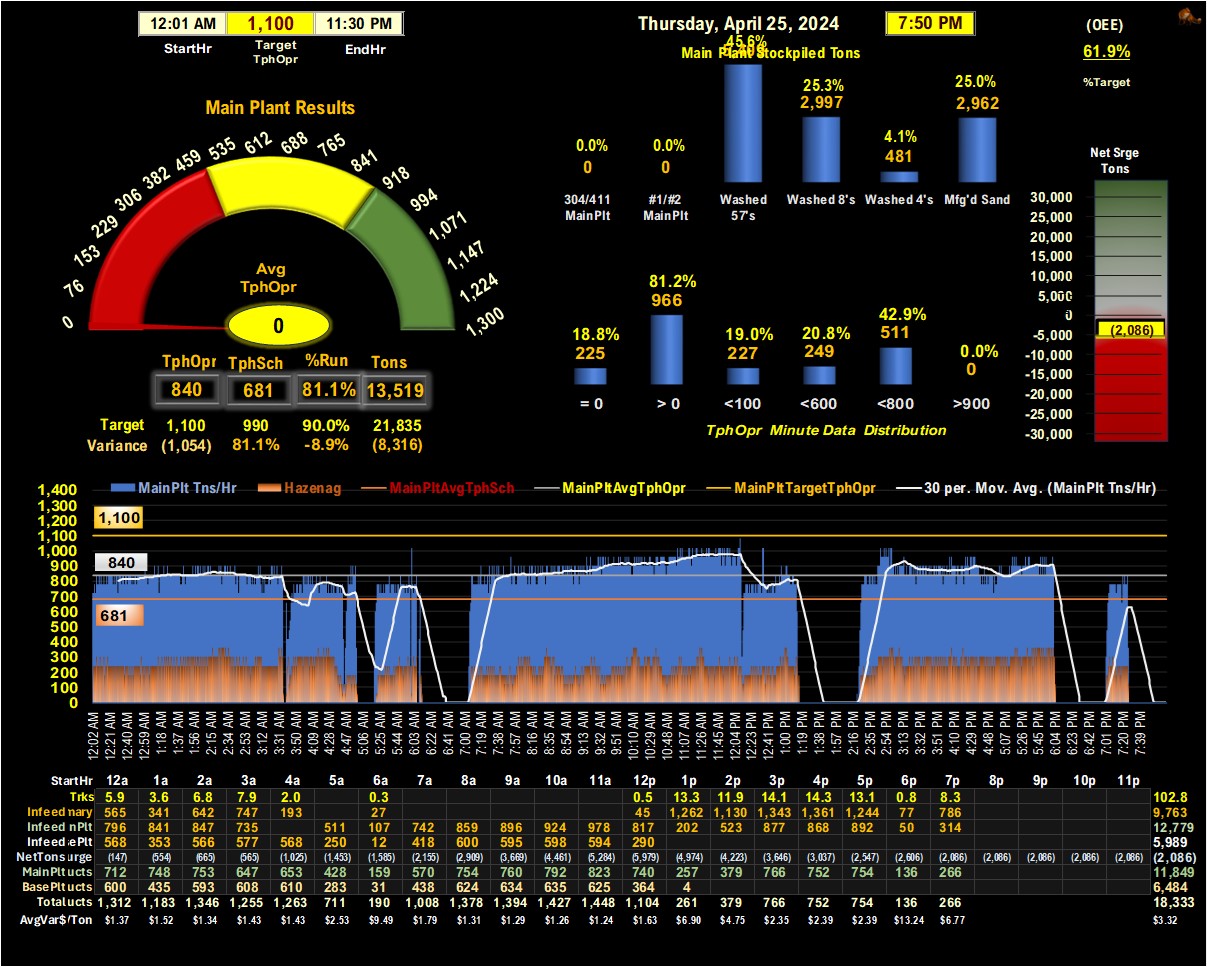 12:01 AM 1,100 11:30 PM
StartHr Target TphOpr EndHr
Thursday, April 25, 2024 7:50 PM (OEE)
61.9%
%Target
Main Plant Stockpiled Tons
45.6%
25.3% 2,997
25.0% 2,962
4.1% 481
0.0% 0
0.0% 0
304/411 MainPlt #1/#2 MainPlt Washed 57's Washed 8's Washed 4's Mfg'd Sand
Main Plant Results
0 76 153 229 306 382 459 535 612 688 765 841 918 994 1,071 1,147 1,224 1,300
Avg
TphOpr
0
TphOpr TphSch %Run Tons
840 681 81.1% 13,519
Target 1,100 990 90.0% 21,835
Variance (1,054) 81.1% -8.9% (8,316)
18.8% 81.2% 19.0% 20.8% 42.9% 0.0%
225 966 227 249 511 0
= 0 > 0 <100 <600 <800 >900
TphOpr Minute Data Distribution
Net Srge
Tons
30,000
25,000
20,000
15,000
10,000
5,000
0
(2,086)
-5,000
-10,000
-15,000
-20,000
-25,000
-30,000
MainPlt Tns/Hr Hazenag MainPltAvgTphSch MainPltAvgTphOpr MainPltTargetTphOpr 30 per. Mov. Avg. (MainPlt Tns/Hr)
1,400
1,300
1,200
1,100
1,000
900
800
700
600
500
400
300
200
100
0
1,100
840
681
12:02 AM 12:21 AM 12:40 AM 12:59 AM 1:18 AM 1:37 AM 1:56 AM 2:15 AM 2:34 AM 2:53 AM 3:12 AM 3:31 AM 3:50 AM 4:09 AM 4:28 AM 4:47 AM 5:06 AM 5:25 AM 5:44 AM 6:03 AM 6:22 AM 6:41 AM 7:00 AM 7:19 AM 7:38 AM 7:57 AM 8:16 AM 8:35 AM 8:54 AM 9:13 AM 9:32 AM 9:51 AM 10:10 AM 10:29 AM 10:48 AM 11:07 AM 11:26 AM 11:45 AM 12:04 PM 12:23 PM 12:41 PM 1:00 PM 1:19 PM 1:38 PM 1:57 PM 2:16 PM 2:35 PM 2:54 PM 3:13 PM 3:32 PM 3:51 PM 4:10 PM 4:29 PM 4:48 PM 5:07 PM 5:26 PM 5:45 PM 6:04 PM 6:23 PM 6:42 PM 7:01 PM 7:20 PM 7:39 PM
StartHr 12a 1a 2a 3a 4a 5a 6a 7a 8a 9a 10a 11a 12p 1p 2p 3p 4p 5p 6p 7p 8p 9p 10p 11p
Trks 5.9 3.6 6.8 7.9 2.0 0.3 0.5 13.3 11.9 14.1 14.3 13.1 0.8 8.3 102.8
Infeed mary 565 341 642 747 193 27 45 1,262 1,130 1,343 1,361 1,244 77 786 9,763
Infeed nPlt 796 841 847 735 511 107 742 859 896 924 978 817 202 523 877 868 892 50 314 12,779
Infeed ePlt 568 353 566 577 568 250 12 418 600 595 598 594 290 5,989
NetTons urge (147) (554) (665) (565) (1,025) (1,453) (1,585) (2,155) (2,909) (3,669) (4,461) (5,284) (5,979) (4,974) (4,223) (3,646) (3,037) (2,547) (2,606) (2,086) (2,086) (2,086) (2,086) (2,086) (2,086)
MainPlt ucts 712 748 753 647 653 428 159 570 754 760 792 823 740 257 379 766 752 754 136 266 11,849
BasePlt ucts 600 435 593 608 610 283 31 438 624 634 635 625 364 4 6,484
Total ucts 1,312 1,183 1,346 1,255 1,263 711 190 1,008 1,378 1,394 1,427 1,448 1,104 261 379 766 752 754 136 266 18,333
AvgVar$/Ton $1.37 $1.52 $1.34 $1.43 $1.43 $2.53 $9.49 $1.79 $1.31 $1.29 $1.26 $1.24 $1.63 $6.90 $4.75 $2.35 $2.39 $2.39 $13.24 $6.77 $3.32